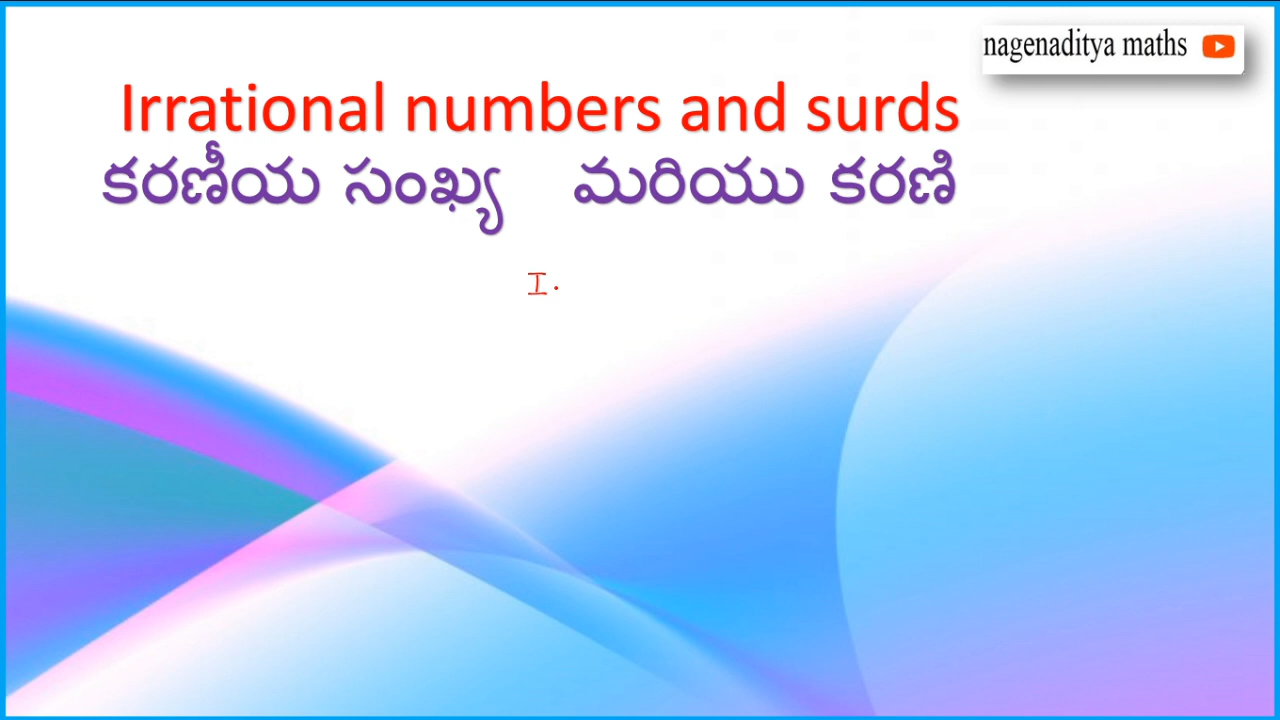 nagenaditya maths
Irrational numbers and surds
కరణీయ సంఖ్య మరియు కరణి
I.